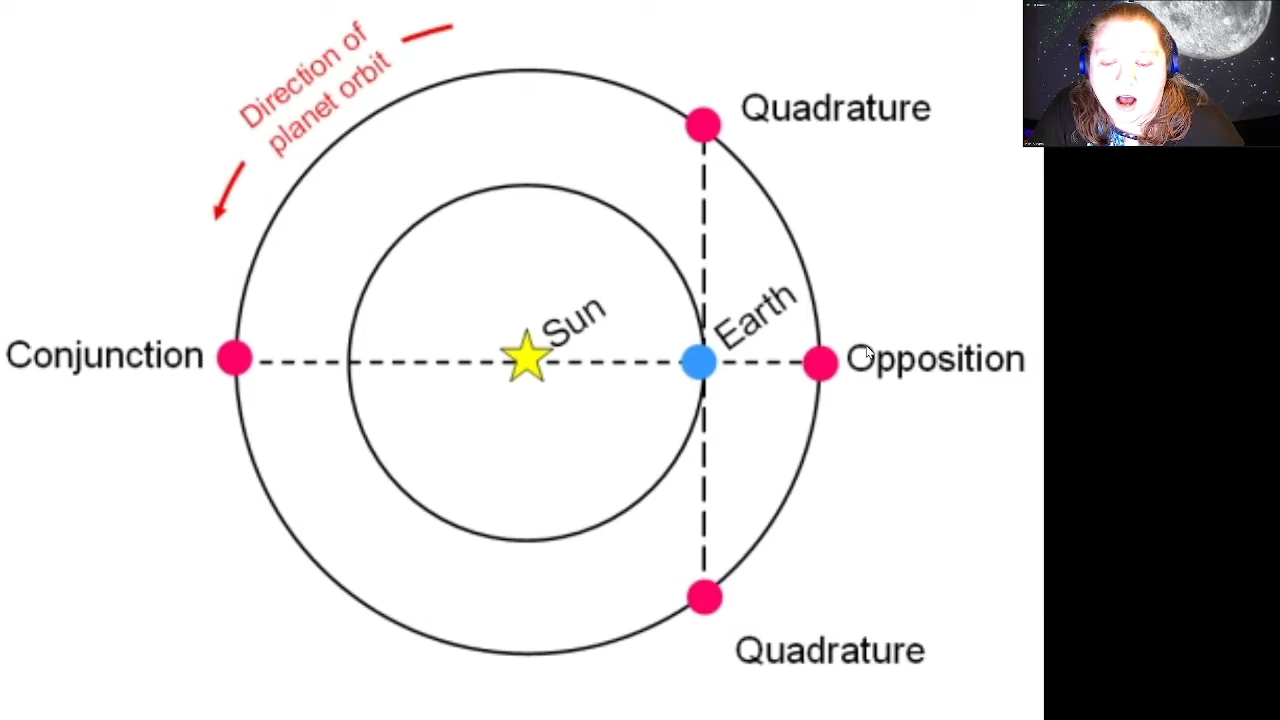 Direction of
planet orbit
Quadrature
Sun
Earth
Conjunction
Opposition
Quadrature